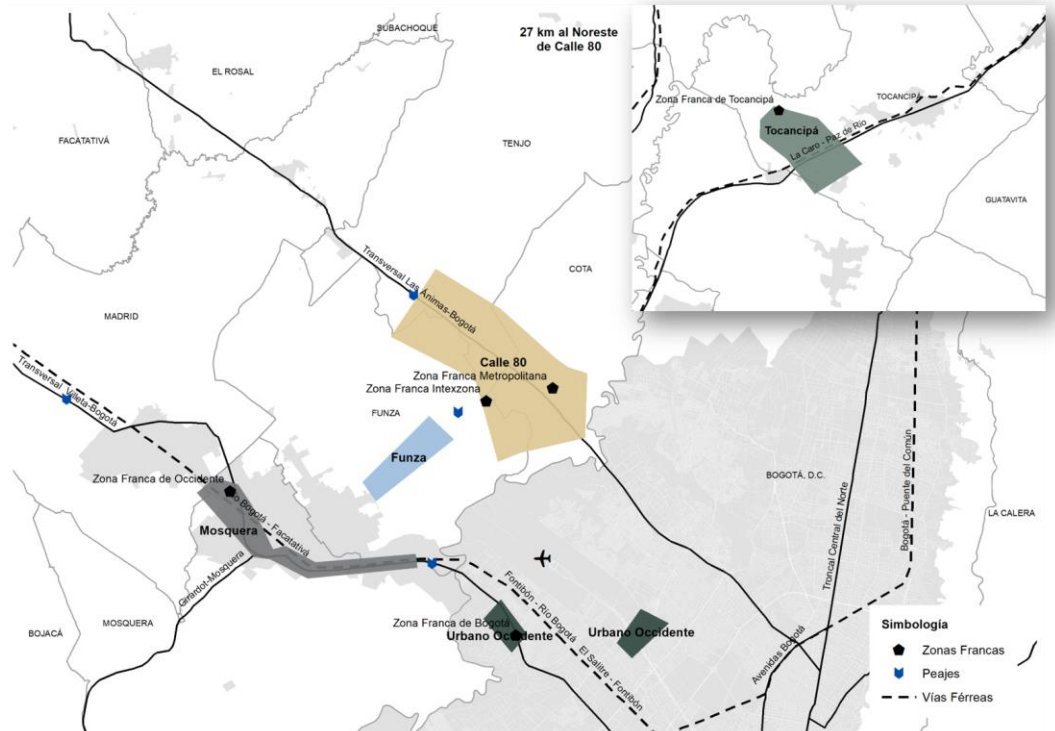 SUBACHOQUE
27 km al Noreste
de Calle 80
EL ROSAL
FACATATIVÁ
TENJO
Zona Franca de Tocancipá
TOCANCIPÁ
Tocancipá
La Caro - Paz de Rio
GUATAVITA
COTA
Transversal Las Ánimas-Bogotá
MADRID
Calle 80
Zona Franca Metropolitana
Zona Franca Intexzona
FUNZA
Transversal Villeta-Bogotá
Funza
Zona Franca de Occidente
Bogotá - Facatativá
Mosquera
Girardot-Mosquera
BOGOTÁ, D.C.
Troncal Central del Norte
Bogotá - Puente del Común
LA CALERA
MOSQUERA
BOJACÁ
Fontibón - Río Bogotá
El Salitre - Fontibón
Zona Franca de Bogotá
Urbano Occidente
Urbano Occidente
Avenidas Bogotá
Simbología
Zonas Francas
Peajes
Vías Férreas